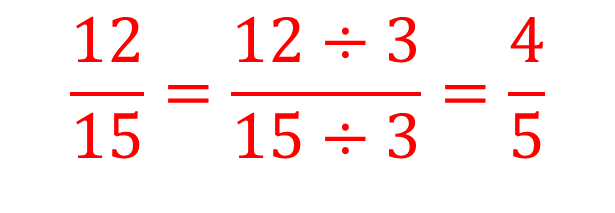 12/15 = (12 ÷ 3)/(15 ÷ 3) = 4/5